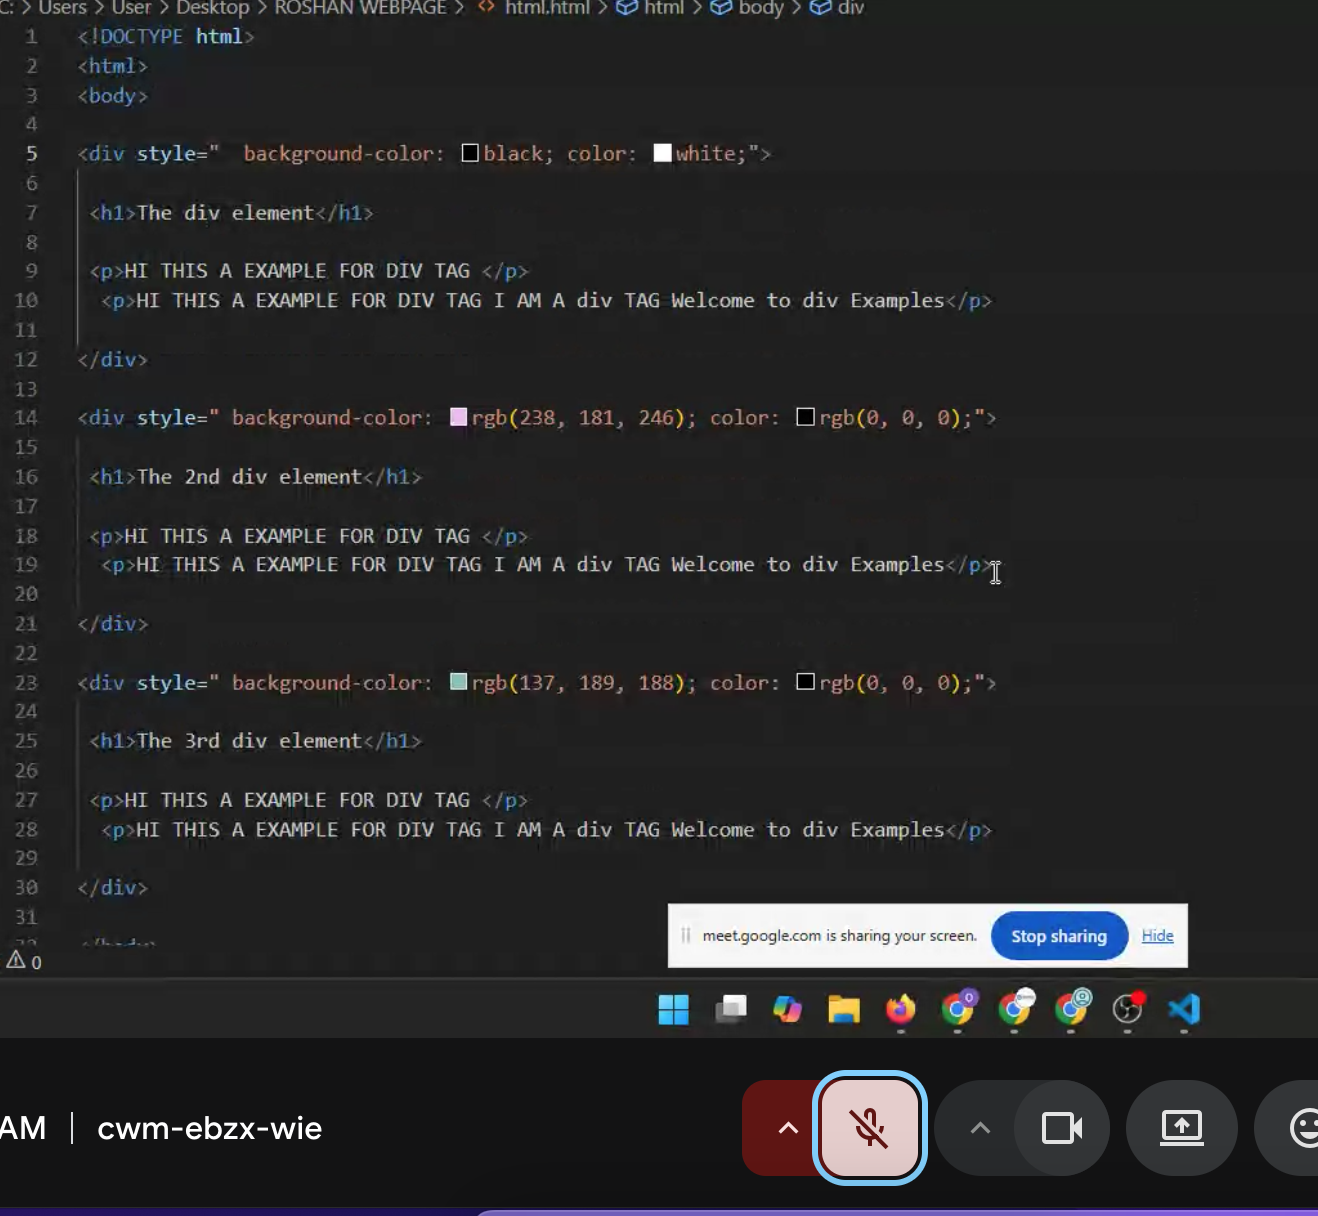 C: > Users > User > Desktop > ROSHAN WEBPAGE > <> html.html > html > body > div
1 <!DOCTYPE html>
2 <html>
3 <body>
4
5 <div style="  background-color: black; color: white;">
6
7 <h1>The div element</h1>
8
9 <p>HI THIS A EXAMPLE FOR DIV TAG </p>
10 <p>HI THIS A EXAMPLE FOR DIV TAG I AM A div TAG Welcome to div Examples</p>
11
12 </div>
13
14 <div style=" background-color: rgb(238, 181, 246); color: rgb(0, 0, 0);">
15
16 <h1>The 2nd div element</h1>
17
18 <p>HI THIS A EXAMPLE FOR DIV TAG </p>
19 <p>HI THIS A EXAMPLE FOR DIV TAG I AM A div TAG Welcome to div Examples</p>
20
21 </div>
22
23 <div style=" background-color: rgb(137, 189, 188); color: rgb(0, 0, 0);">
24
25 <h1>The 3rd div element</h1>
26
27 <p>HI THIS A EXAMPLE FOR DIV TAG </p>
28 <p>HI THIS A EXAMPLE FOR DIV TAG I AM A div TAG Welcome to div Examples</p>
29
30 </div>
31
meet.google.com is sharing your screen. Stop sharing Hide
0
AM | cwm-ebzx-wie